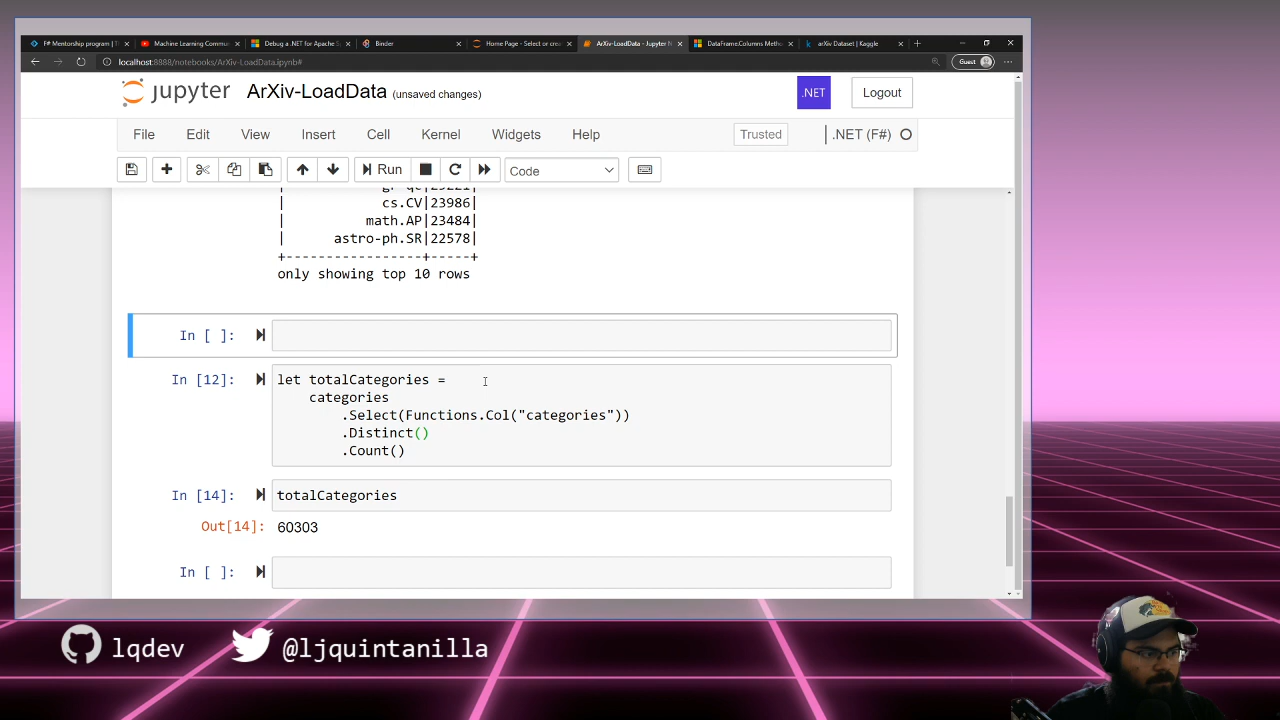 F# Mentorship program | T
Machine Learning Commu
Debug a .NET for Apache S
Binder
Home Page - Select or crea
ArXiv-LoadData - Jupyter N
DataFrame.Columns Metho
arXiv Dataset | Kaggle
localhost:8888/notebooks/ArXiv-LoadData.ipynb#
Guest
jupyter ArXiv-LoadData (unsaved changes) .NET Logout
File Edit View Insert Cell Kernel Widgets Help Trusted .NET (F#)
Run Code
| gr-qc|25221|
| cs.CV|23986|
| math.AP|23484|
| astro-ph.SR|22578|
+-----------------+-----+
only showing top 10 rows
In [ ]:
In [12]: let totalCategories =
categories
.Select(Functions.Col("categories"))
.Distinct()
.Count()
In [14]: totalCategories
Out[14]: 60303
In [ ]:
lqdev @ljquintanilla